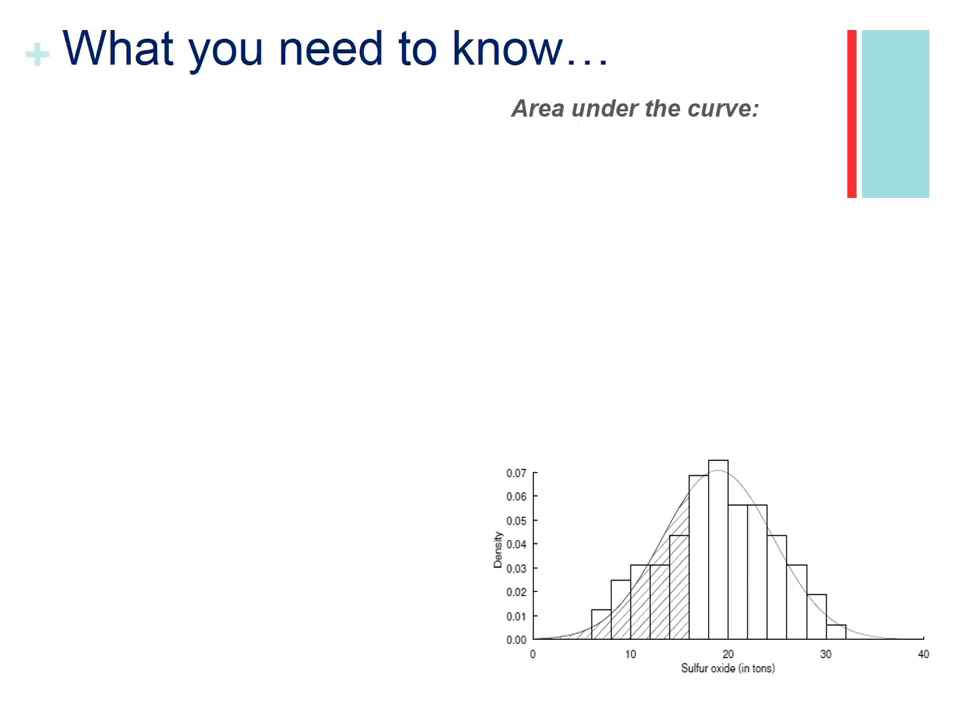 + What you need to know…
Area under the curve:
0.07
0.06
0.05
0.04
0.03
0.02
0.01
0.00
Density
0 10 20 30 40
Sulfur oxide (in tons)